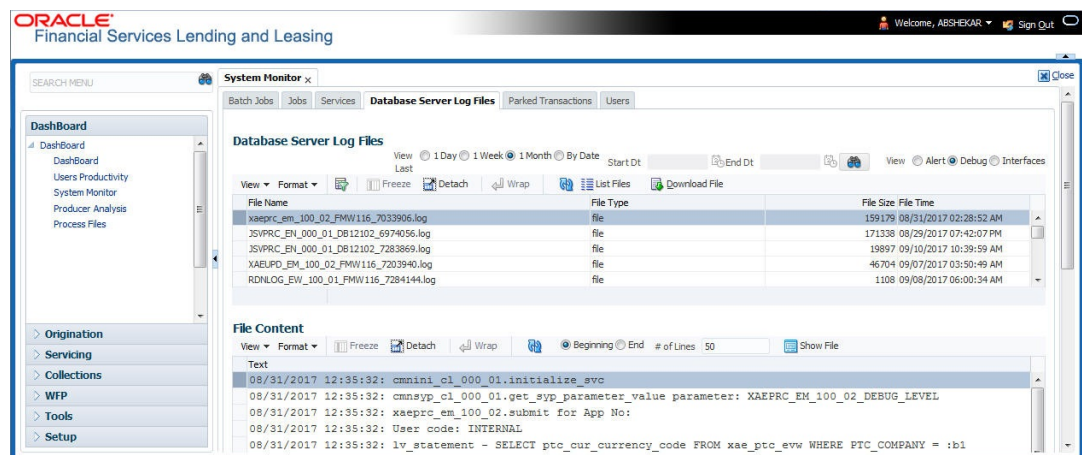 ORACLE
Financial Services Lending and Leasing
Welcome, ABSHEKAR
Sign Out
SEARCH MENU
System Monitor x
Close
Batch Jobs Jobs Services Database Server Log Files Parked Transactions Users
DashBoard
DashBoard
DashBoard
Users Productivity
System Monitor
Producer Analysis
Process Files
Origination
Servicing
Collections
WFP
Tools
Setup
Database Server Log Files
View Last 1 Day 1 Week 1 Month By Date Start Dt End Dt View Alert Debug Interfaces
View Format Freeze Detach Wrap List Files Download File
File Name File Type File Size File Time
xaeprc_em_100_02_FMW116_7033906.log file 159179 08/31/2017 02:28:52 AM
JSVPRC_EN_000_01_DB12102_6974056.log file 171338 08/29/2017 07:42:07 PM
JSVPRC_EN_000_01_DB12102_7283869.log file 19897 09/10/2017 10:39:59 AM
XAEUPD_EM_100_02_FMW116_7203940.log file 46704 09/07/2017 03:50:49 AM
RDNLOG_EW_100_01_FMW116_7284144.log file 1108 09/08/2017 06:00:34 AM
File Content
View Format Freeze Detach Wrap Beginning End # of Lines 50 Show File
Text
08/31/2017 12:35:32: cmnini_cl_000_01.initialize_svc
08/31/2017 12:35:32: cmnsyp_cl_000_01.get_syp_parameter_value parameter: XAEPRC_EM_100_02_DEBUG_LEVEL
08/31/2017 12:35:32: xaeprc_em_100_02.submit for App No:
08/31/2017 12:35:32: User code: INTERNAL
08/31/2017 12:35:32: lv_statement - SELECT ptc_cur_currency_code FROM xae_ptc_evw WHERE PTC_COMPANY = :b1